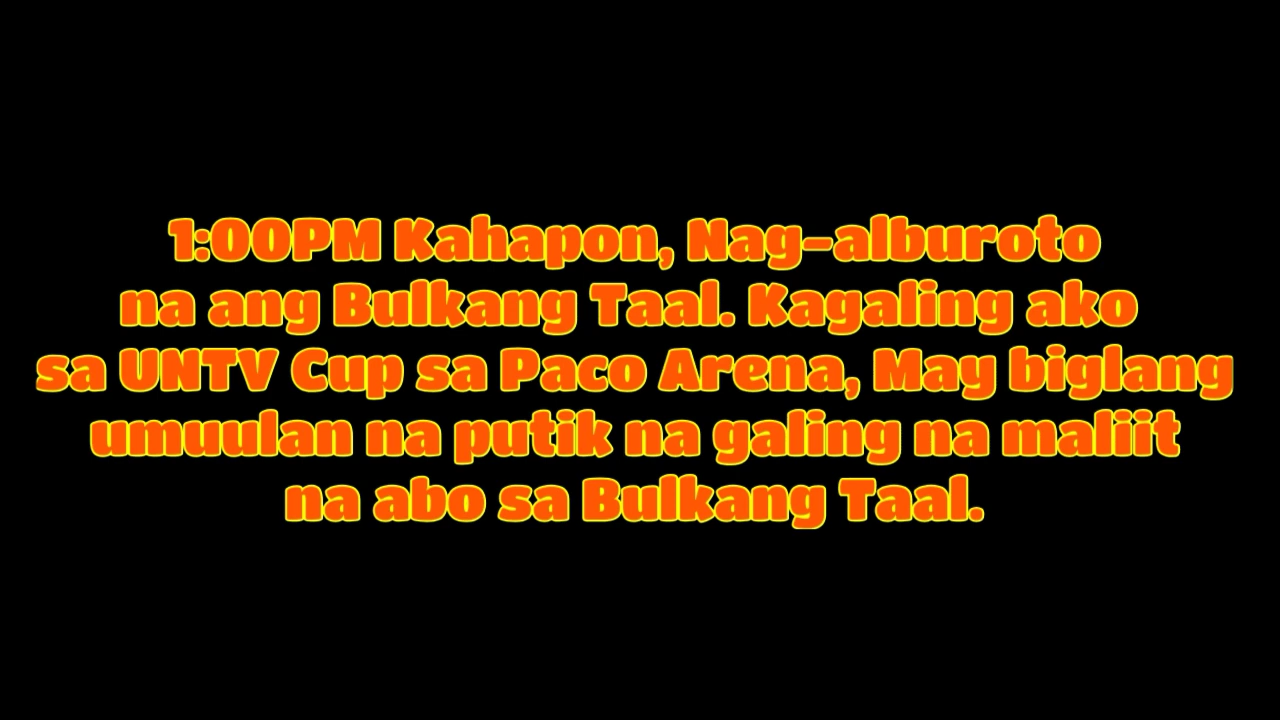 1:00PM Kahapon, Nag-alburoto
na ang Bulkang Taal. Kagaling ako
sa UNTV Cup sa Paco Arena, May biglang
umuulan na putik na galing na maliit
na abo sa Bulkang Taal.